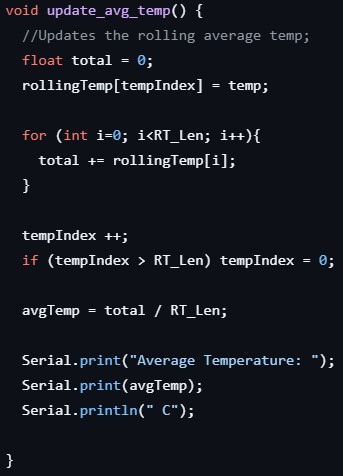 void update_avg_temp() {
  //Updates the rolling average temp;
  float total = 0;
  rollingTemp[tempIndex] = temp;

  for (int i=0; i<RT_Len; i++){
    total += rollingTemp[i];
  }

  tempIndex ++;
  if (tempIndex > RT_Len) tempIndex = 0;

  avgTemp = total / RT_Len;

  Serial.print("Average Temperature: ");
  Serial.print(avgTemp);
  Serial.println(" C");

}